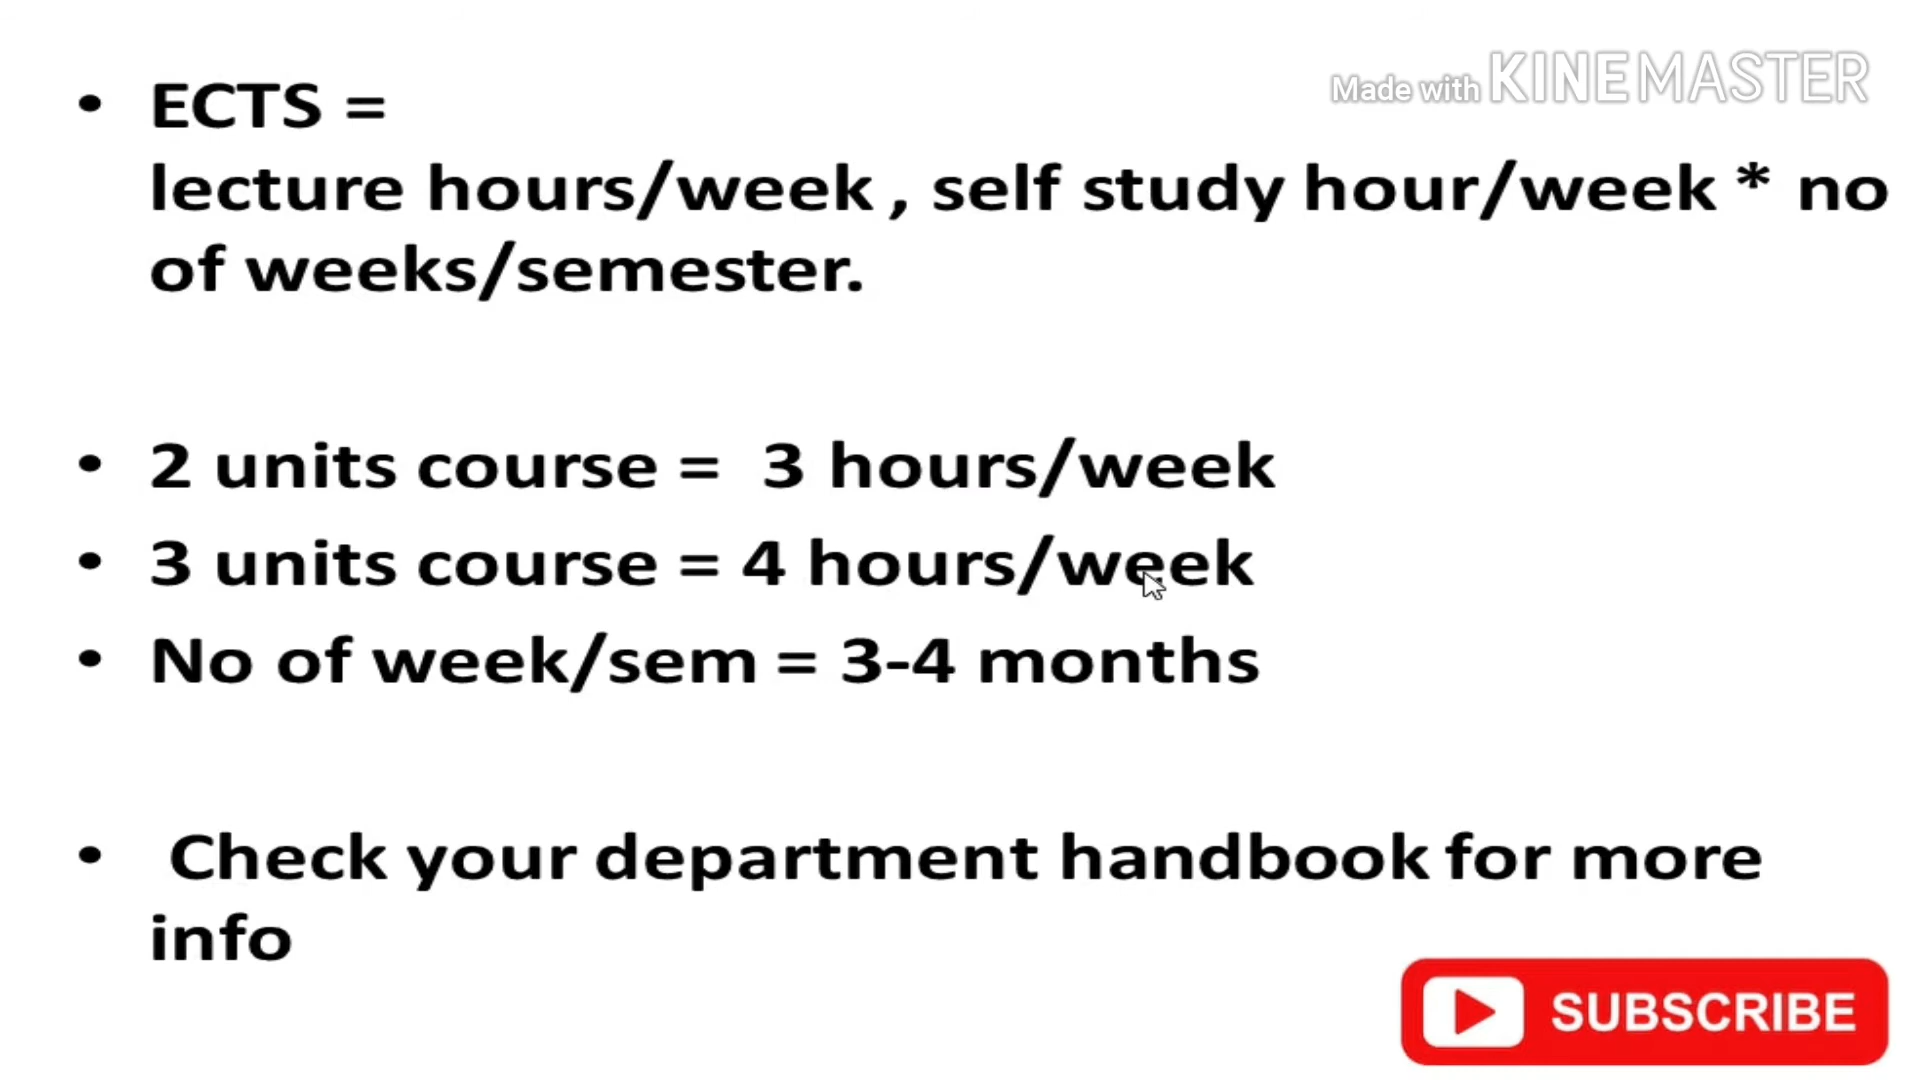 Made with KINEMASTER
• ECTS =
lecture hours/week , self study hour/week * no
of weeks/semester.
• 2 units course = 3 hours/week
• 3 units course = 4 hours/week
• No of week/sem = 3-4 months
• Check your department handbook for more
info
SUBSCRIBE